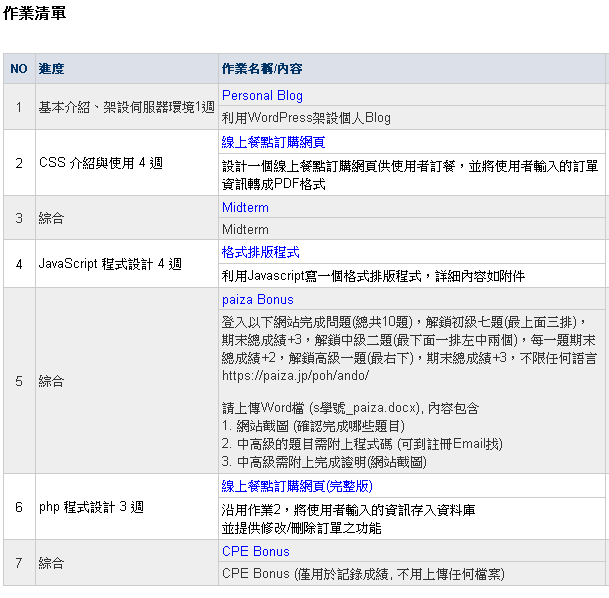 作業清單
NO 進度 作業名稱/內容
1 基本介紹、架設伺服器環境1週
Personal Blog
利用WordPress架設個人Blog
2 CSS 介紹與使用 4 週
線上餐點訂購網頁
設計一個線上餐點訂購網頁供使用者訂餐，並將使用者輸入的訂單
資訊轉成PDF格式
3 綜合
Midterm
Midterm
4 JavaScript 程式設計 4 週
格式排版程式
利用Javascript寫一個格式排版程式，詳細內容如附件
5 綜合
paiza Bonus
登入以下網站完成問題(總共10題)，解鎖初級七題(最上面三排)，
期末總成績+3，解鎖中級二題(最下面一排左中兩個)，每一題期末
總成績+2，解鎖高級一題(最右下)，期末總成績+3，不限任何語言
https://paiza.jp/poh/ando/
請上傳Word檔 (s學號_paiza.docx), 內容包含
1. 網站截圖 (確認完成哪些題目)
2. 中高級的題目需附上程式碼 (可到註冊Email找)
3. 中高級需附上完成證明(網站截圖)
6 php 程式設計 3 週
線上餐點訂購網頁(完整版)
沿用作業2，將使用者輸入的資訊存入資料庫
並提供修改/刪除訂單之功能
7 綜合
CPE Bonus
CPE Bonus (僅用於記錄成績, 不用上傳任何檔案)